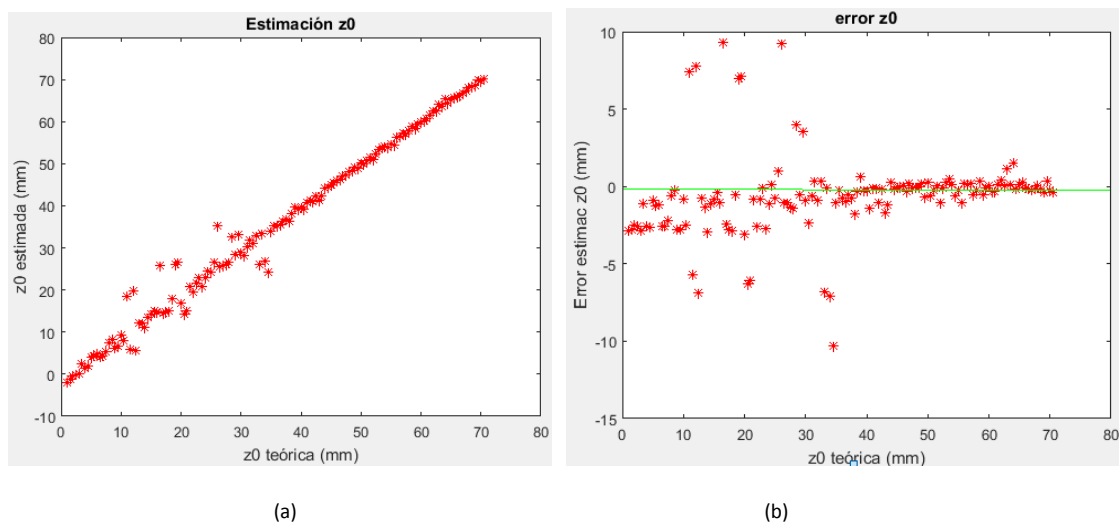 Estimación z0
z0 estimada (mm)
80
70
60
50
40
30
20
10
0
-10
0 10 20 30 40 50 60 70 80
z0 teórica (mm)
(a)
error z0
Error estimac z0 (mm)
10
5
0
-5
-10
-15
0 10 20 30 40 50 60 70 80
z0 teórica (mm)
(b)